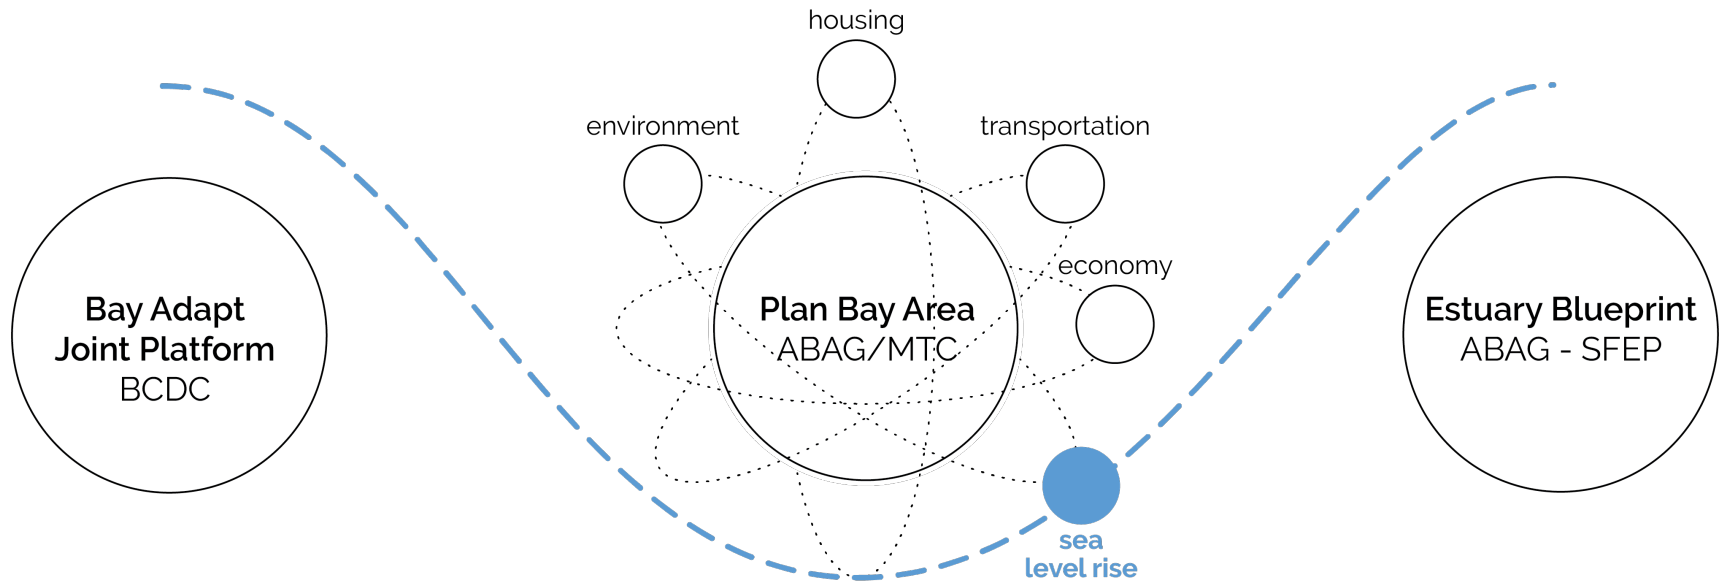 housing
environment
transportation
economy
Bay Adapt
Joint Platform
BCDC
Plan Bay Area
ABAG/MTC
Estuary Blueprint
ABAG - SFEP
sea
level rise